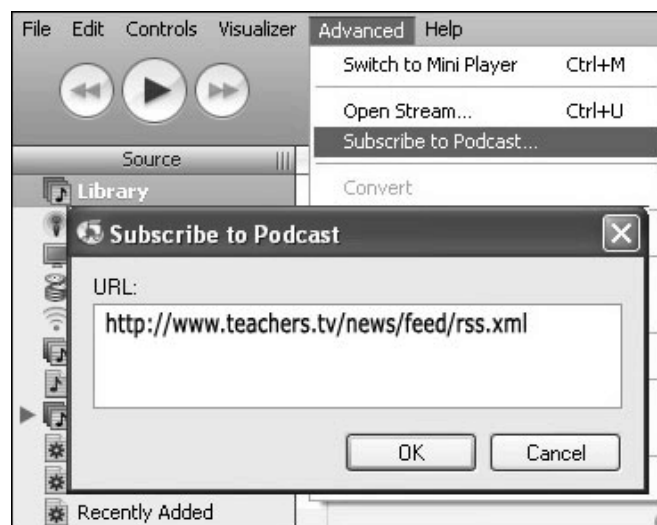 File Edit Controls Visualizer Advanced Help
Switch to Mini Player Ctrl+M
Open Stream... Ctrl+U
Subscribe to Podcast...
Source
Library
Convert
Subscribe to Podcast
URL:
http://www.teachers.tv/news/feed/rss.xml
OK Cancel
Recently Added